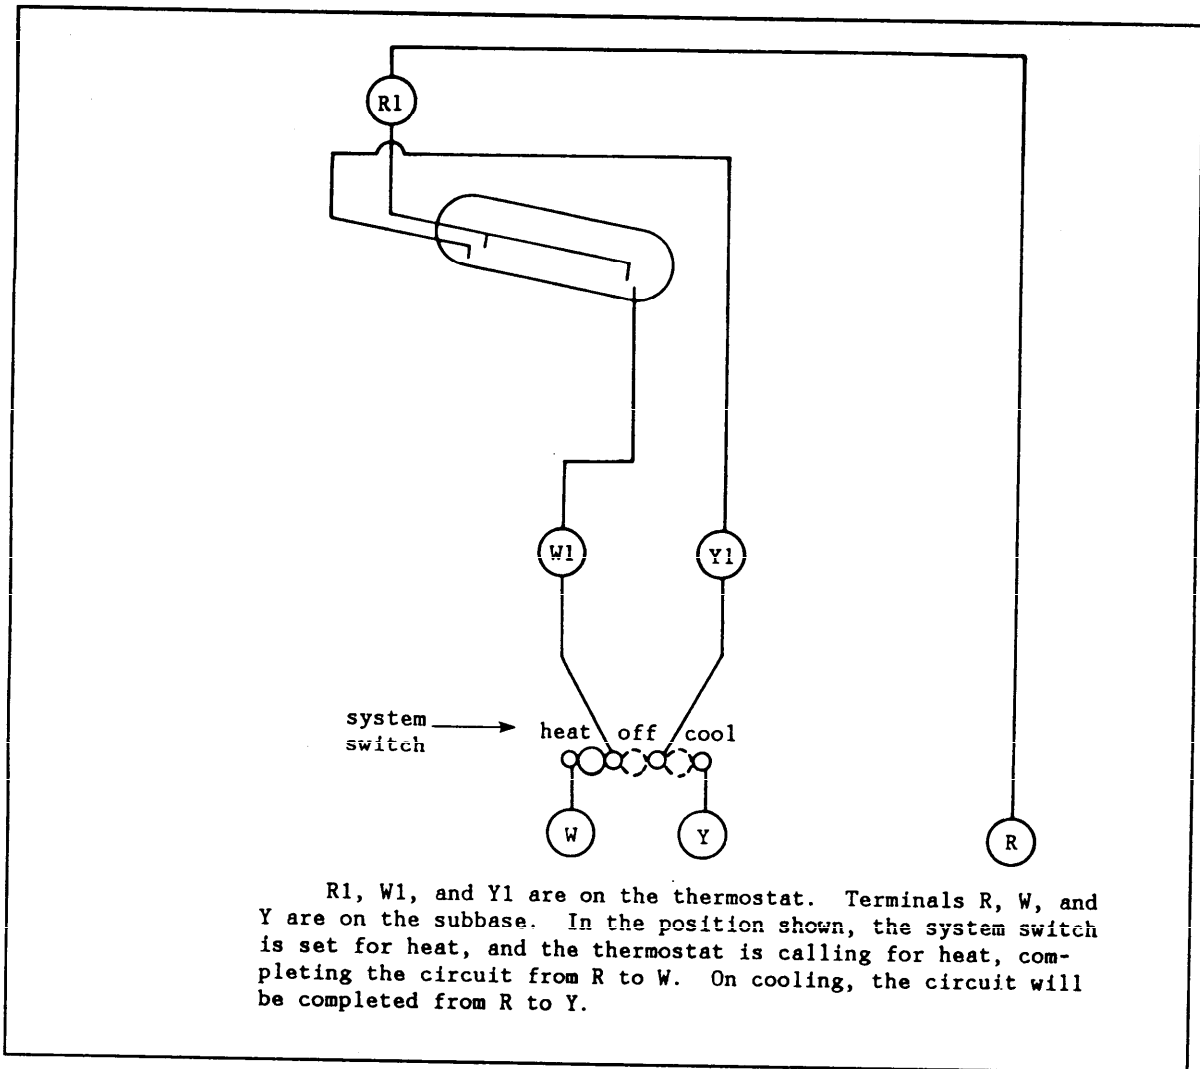 R1
W1
Y1
system
switch
heat off cool
W
Y
R
R1, W1, and Y1 are on the thermostat. Terminals R, W, and
Y are on the subbase. In the position shown, the system switch
is set for heat, and the thermostat is calling for heat, com-
pleting the circuit from R to W. On cooling, the circuit will
be completed from R to Y.